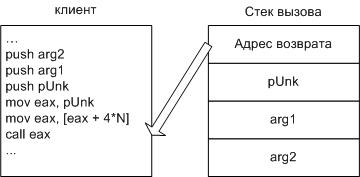 клиент
...
push arg2
push arg1
push pUnk
mov eax, pUnk
mov eax, [eax + 4*N]
call eax
...
Стек вызова
Адрес возврата
pUnk
arg1
arg2